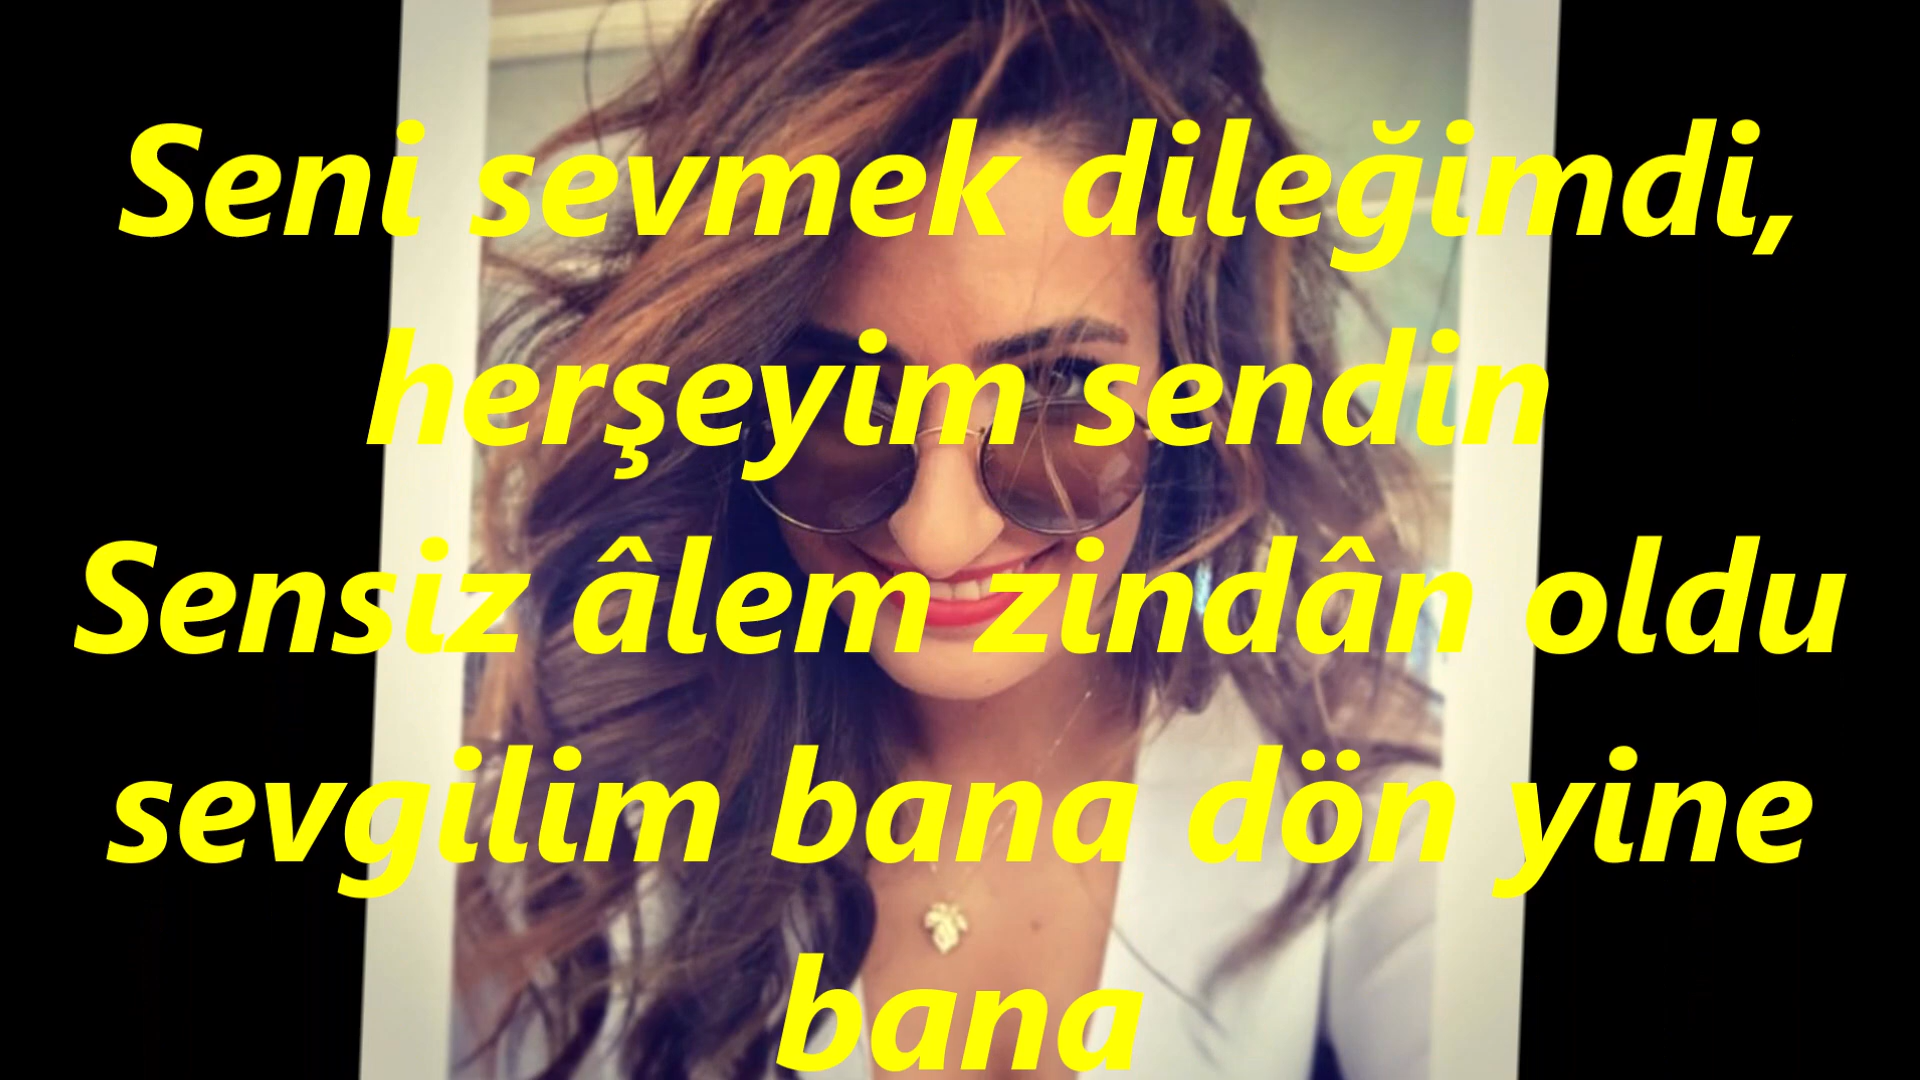 Seni sevmek dileğimdi,
herşeyim sendin
Sensiz âlem zindân oldu
sevgilim bana dön yine
bana